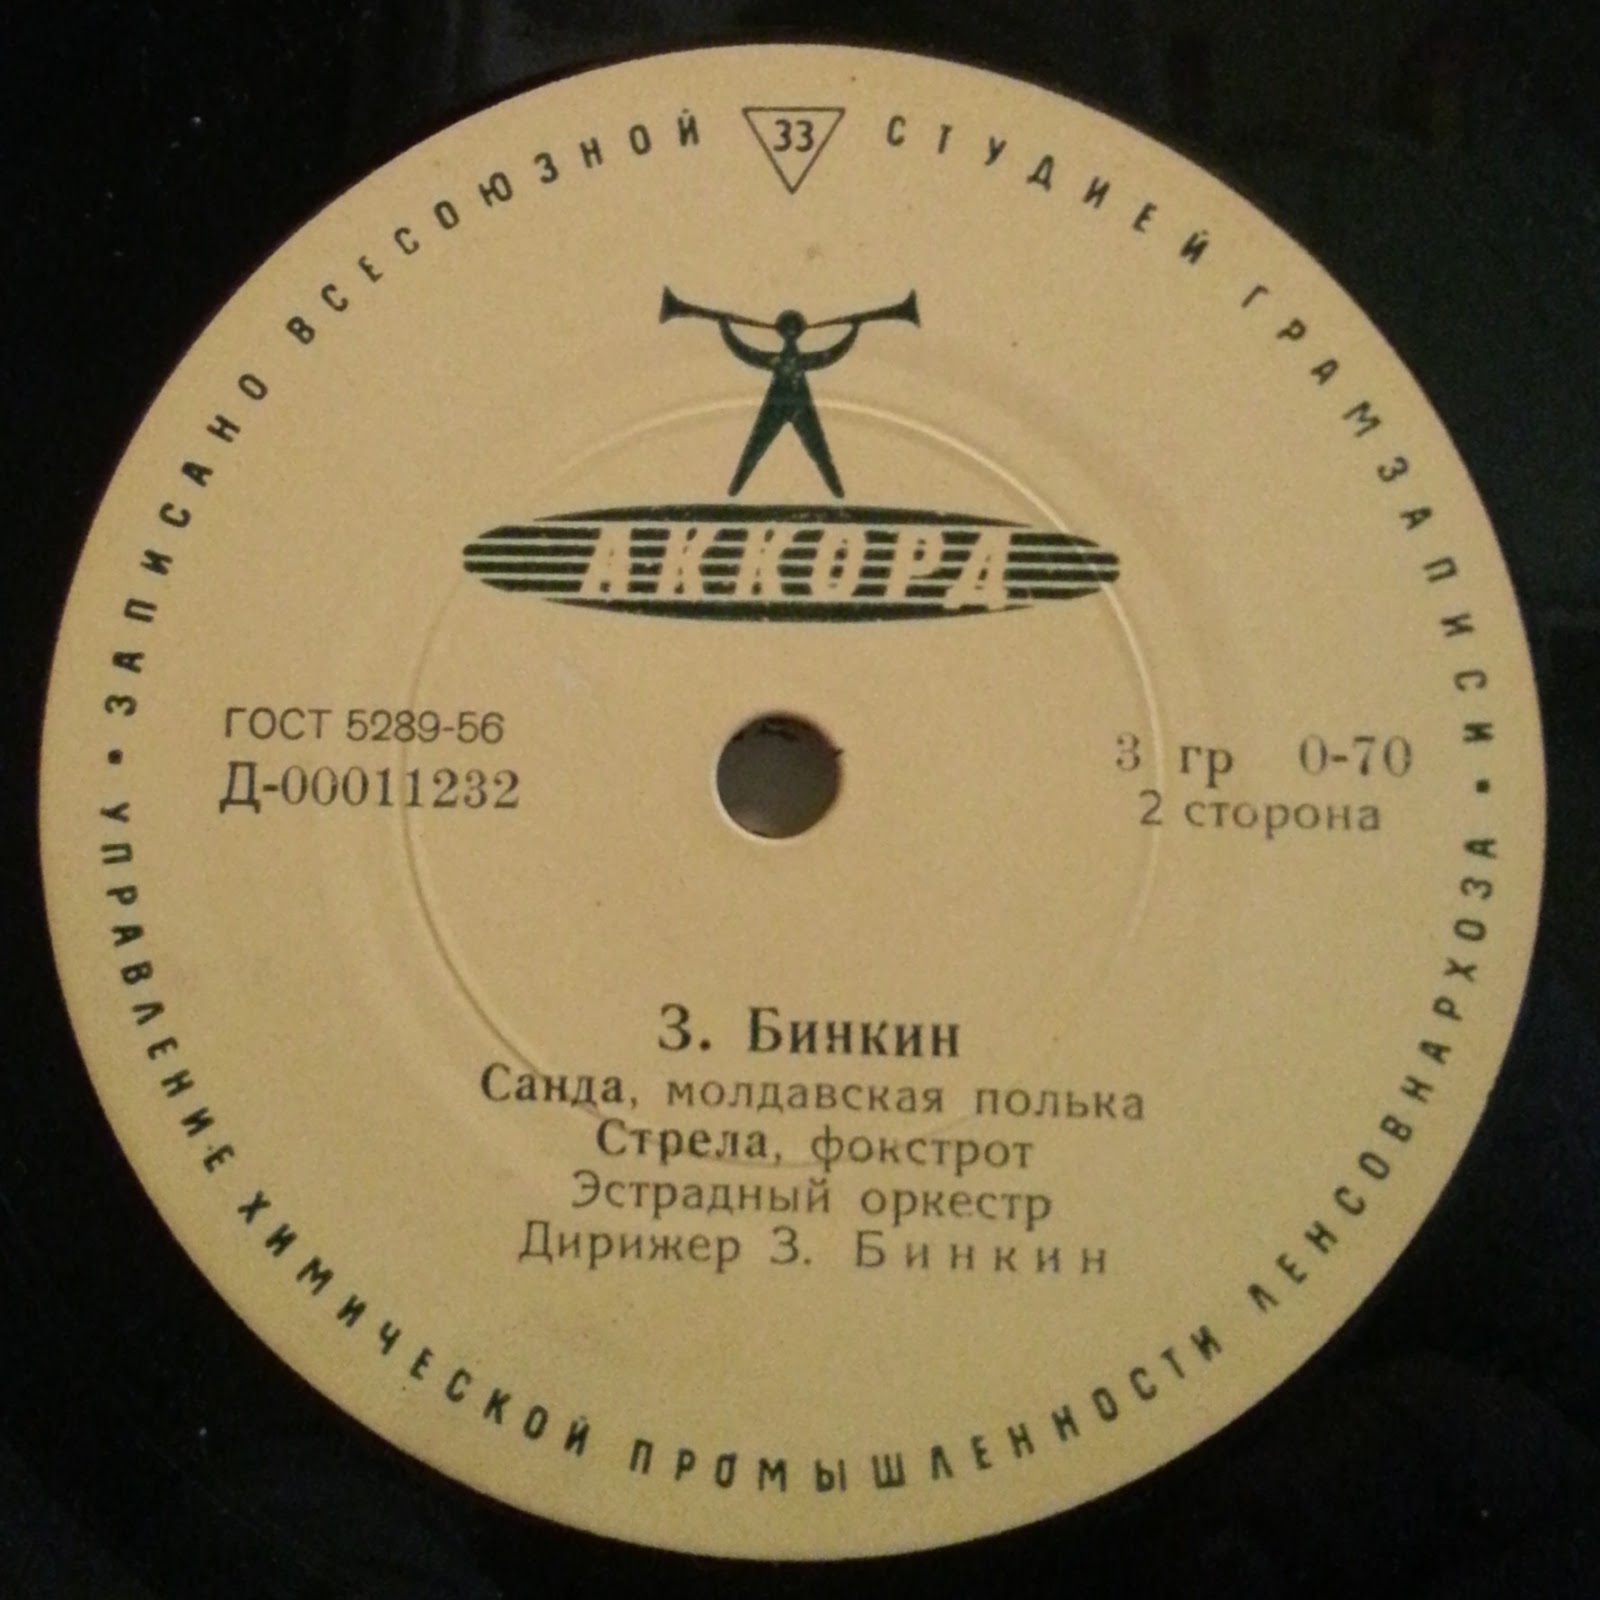 ЗАПИСАНО ВСЕСОЮЗНОЙ 33 СТУДИЕЙ ГРАМЗАПИСИ
АККОРД
ГОСТ 5289-56
Д-00011232
3 гр 0-70
2 сторона
З. Бинкин
Санда, молдавская полька
Стрела, фокстрот
Эстрадный оркестр
Дирижер З. Бинкин
УПРАВЛЕНИЕ ХИМИЧЕСКОЙ ПРОМЫШЛЕННОСТИ ЛЕНСОВНАРХОЗА